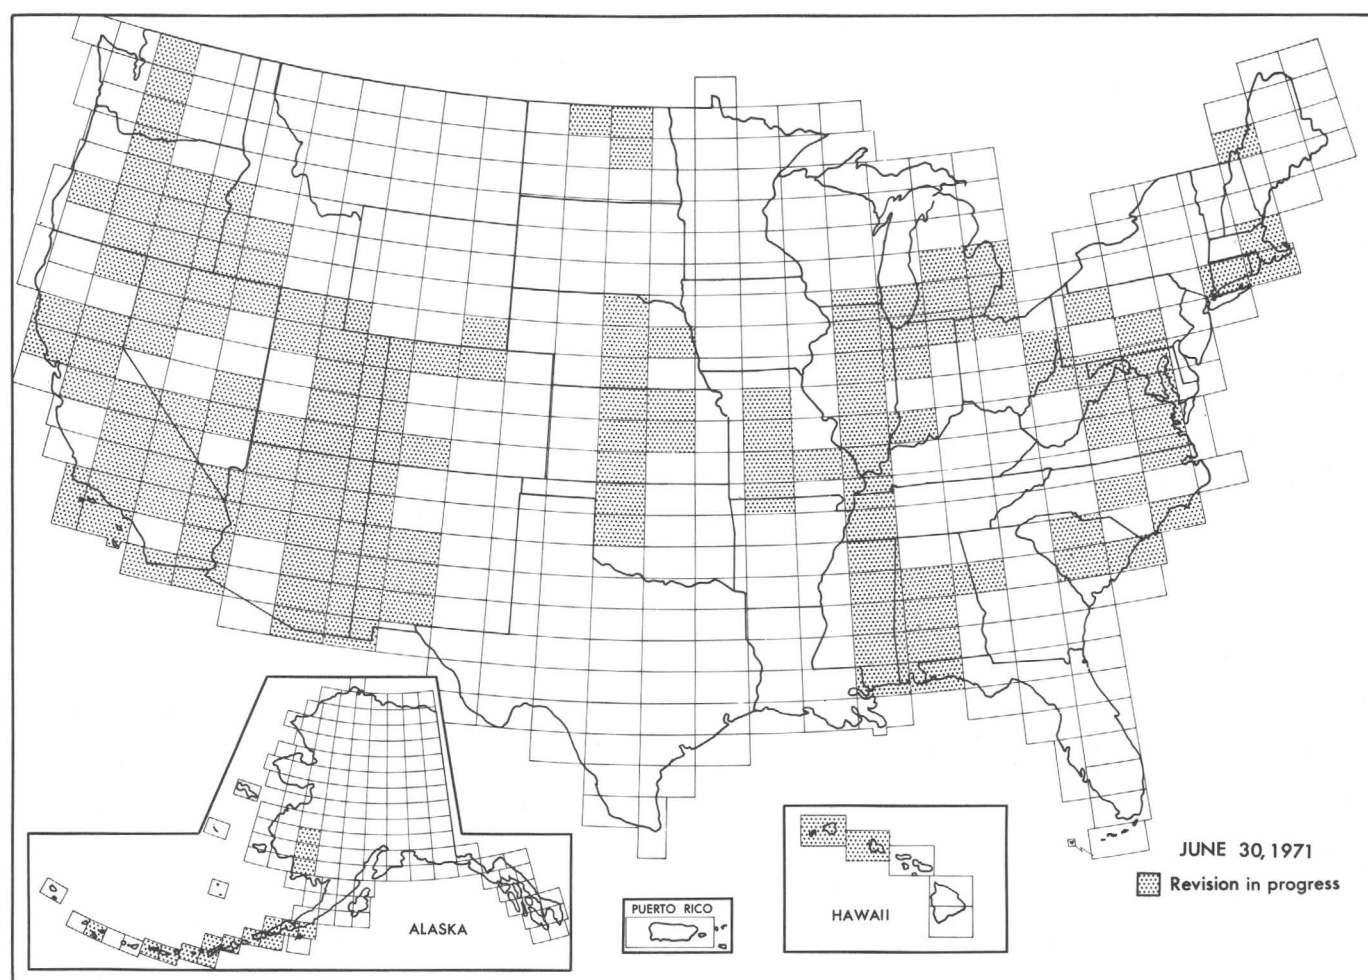 JUNE 30, 1971
Revision in progress
PUERTO RICO
HAWAII
ALASKA